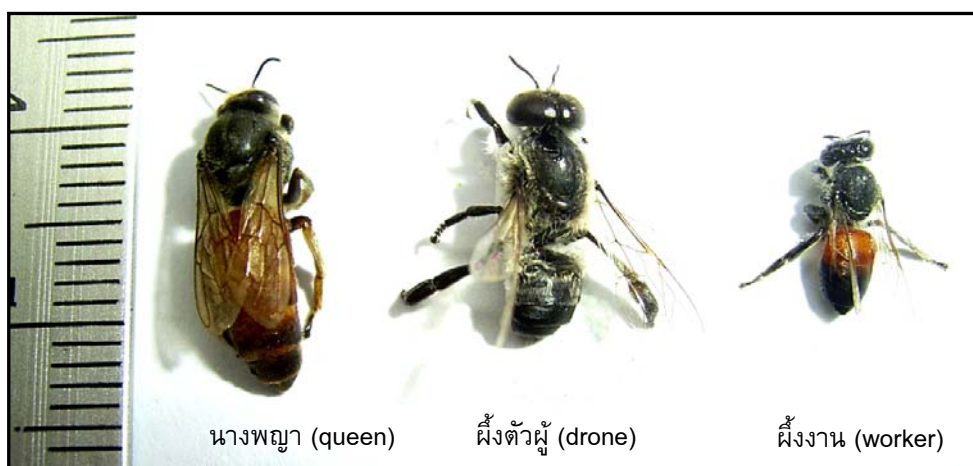 นางพญา (queen)
ผึ้งตัวผู้ (drone)
ผึ้งงาน (worker)